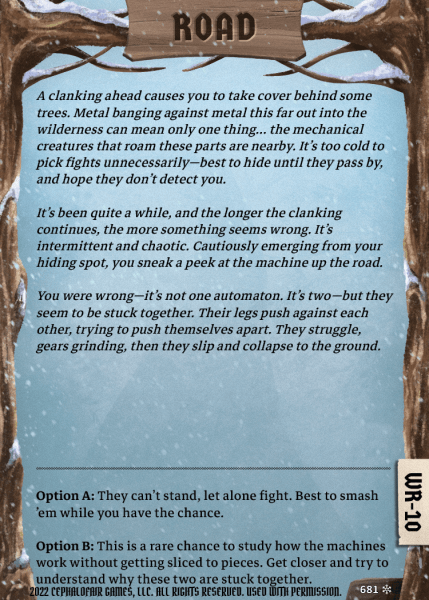 ROAD
A clanking ahead causes you to take cover behind some
trees. Metal banging against metal this far out into the
wilderness can mean only one thing... the mechanical
creatures that roam these parts are nearby. It's too cold to
pick fights unnecessarily—best to hide until they pass by,
and hope they don't detect you.
It's been quite a while, and the longer the clanking
continues, the more something seems wrong. It's
intermittent and chaotic. Cautiously emerging from your
hiding spot, you sneak a peek at the machine up the road.
You were wrong—it's not one automaton. It's two—but they
seem to be stuck together. Their legs push against each
other, trying to push themselves apart. They struggle,
gears grinding, then they slip and collapse to the ground.
Option A: They can't stand, let alone fight. Best to smash
'em while you have the chance.
WR-10
Option B: This is a rare chance to study how the machines
work without getting sliced to pieces. Get closer and try to
understand why these two are stuck together.
2022 CEPHALOFAIR GAMES, LLC. ALL RIGHTS RESERVED. USED WITH PERMISSION.
681